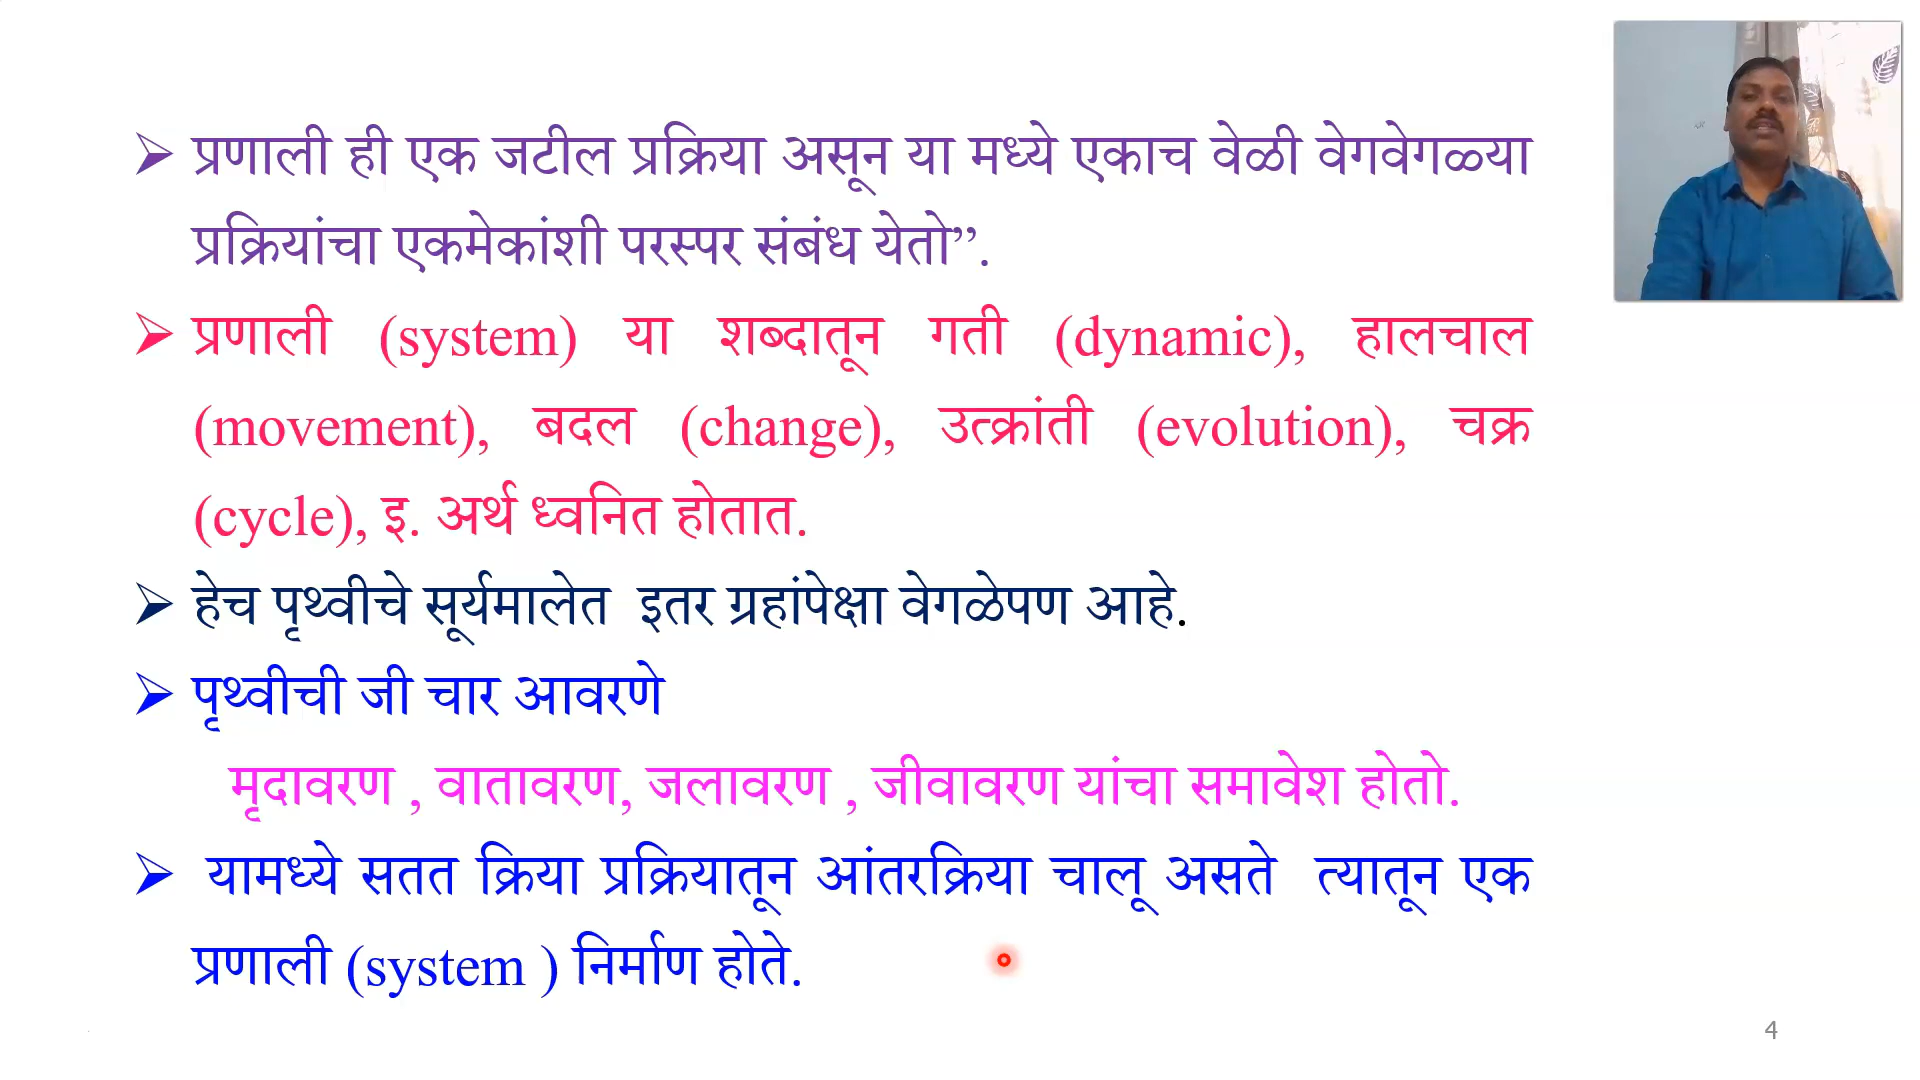 ➢ प्रणाली ही एक जटील प्रक्रिया असून या मध्ये एकाच वेळी वेगवेगळ्या
प्रक्रियांचा एकमेकांशी परस्पर संबंध येतो”.
➢ प्रणाली (system) या शब्दातून गती (dynamic), हालचाल
(movement), बदल (change), उत्क्रांती (evolution), चक्र
(cycle), इ. अर्थ ध्वनित होतात.
➢ हेच पृथ्वीचे सूर्यमालेत इतर ग्रहांपेक्षा वेगळेपण आहे.
➢ पृथ्वीची जी चार आवरणे
मृदावरण , वातावरण, जलावरण , जीवावरण यांचा समावेश होतो.
➢ यामध्ये सतत क्रिया प्रक्रियातून आंतरक्रिया चालू असते त्यातून एक
प्रणाली (system ) निर्माण होते.
4